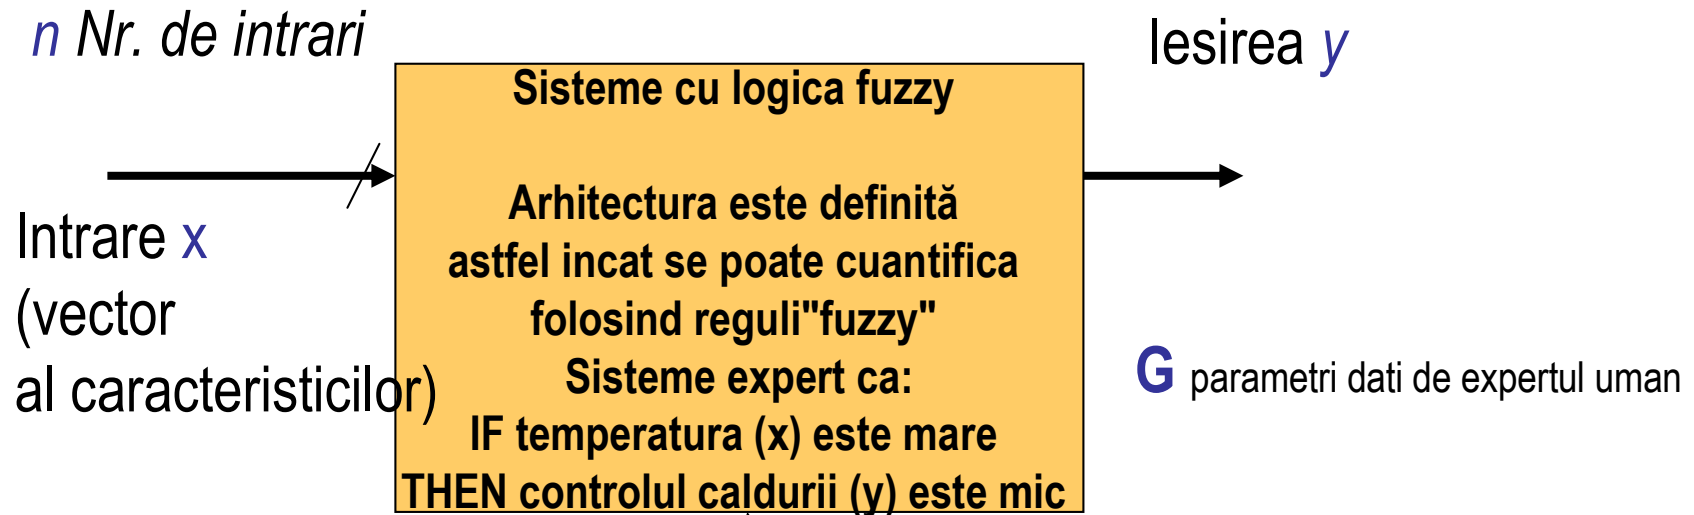 n Nr. de intrari
Iesirea y
Sisteme cu logica fuzzy
Arhitectura este definită
astfel incat se poate cuantifica
folosind reguli"fuzzy"
Sisteme expert ca:
IF temperatura (x) este mare
THEN controlul caldurii (y) este mic
Intrare x
(vector
al caracteristicilor)
G parametri dati de expertul uman